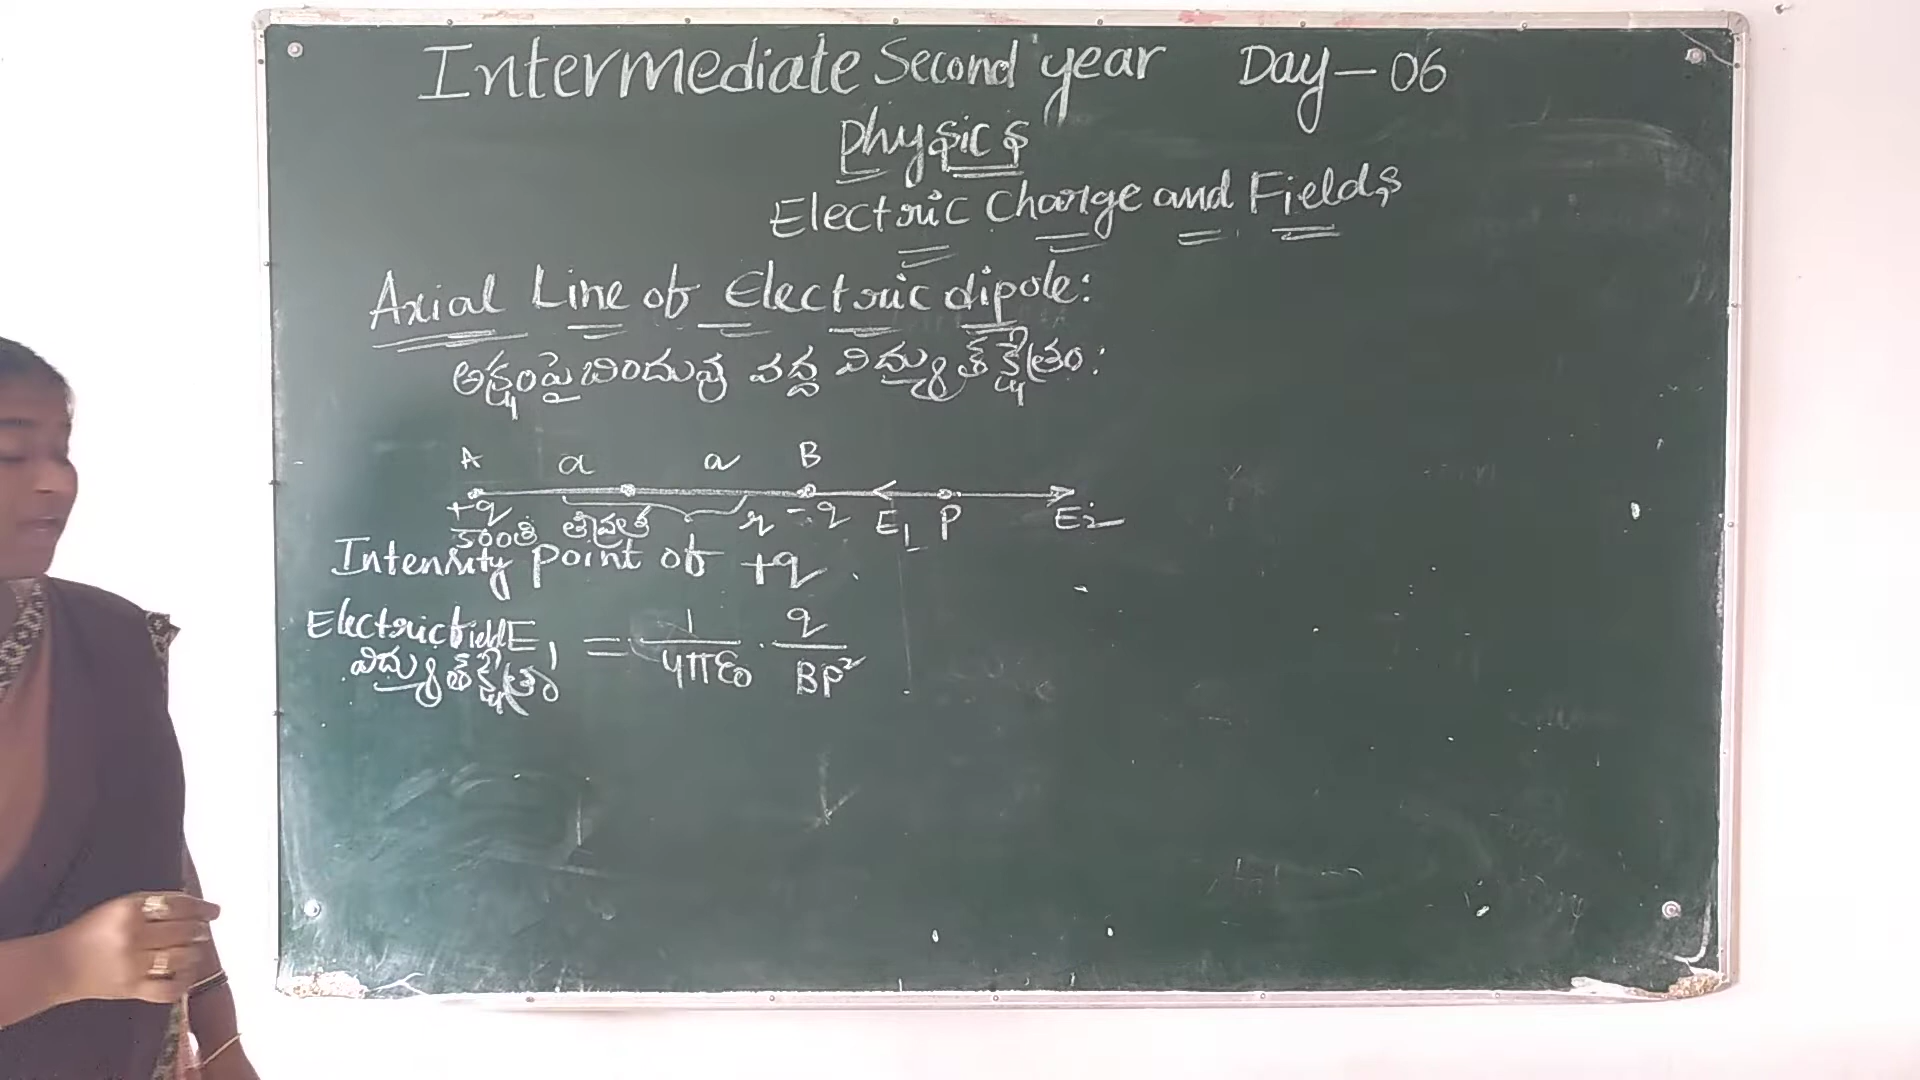 Intermediate Second year Day - 06
Physics
Electric Charge and Fields
Axial Line of Electric dipole:
అక్షంపై బిందువు వద్ద విద్యుత్ క్షేత్రం:
A a a B
+q తీవ్రత r -q E1 P E2
Intensity point of +q
Electric field E1 = 1/4πε0 . q/BP²
విద్యుత్ క్షేత్రం